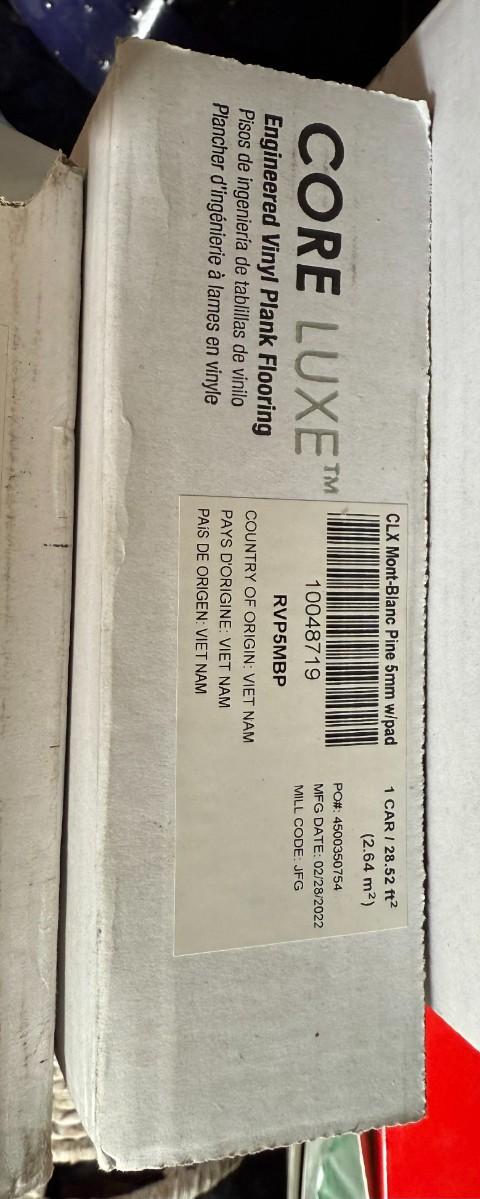 CORE LUXE™
Engineered Vinyl Plank Flooring
Pisos de ingeniería de tablillas de vinilo
Plancher d'ingénierie à lames en vinyle
CLX Mont-Blanc Pine 5mm w/pad
1 CAR / 28.52 ft²
(2.64 m²)
10048719
RVP5MBP
PO#: 4500350754
MFG DATE: 02/28/2022
MILL CODE: JFG
COUNTRY OF ORIGIN: VIET NAM
PAYS D'ORIGINE: VIET NAM
PAÍS DE ORIGEN: VIET NAM